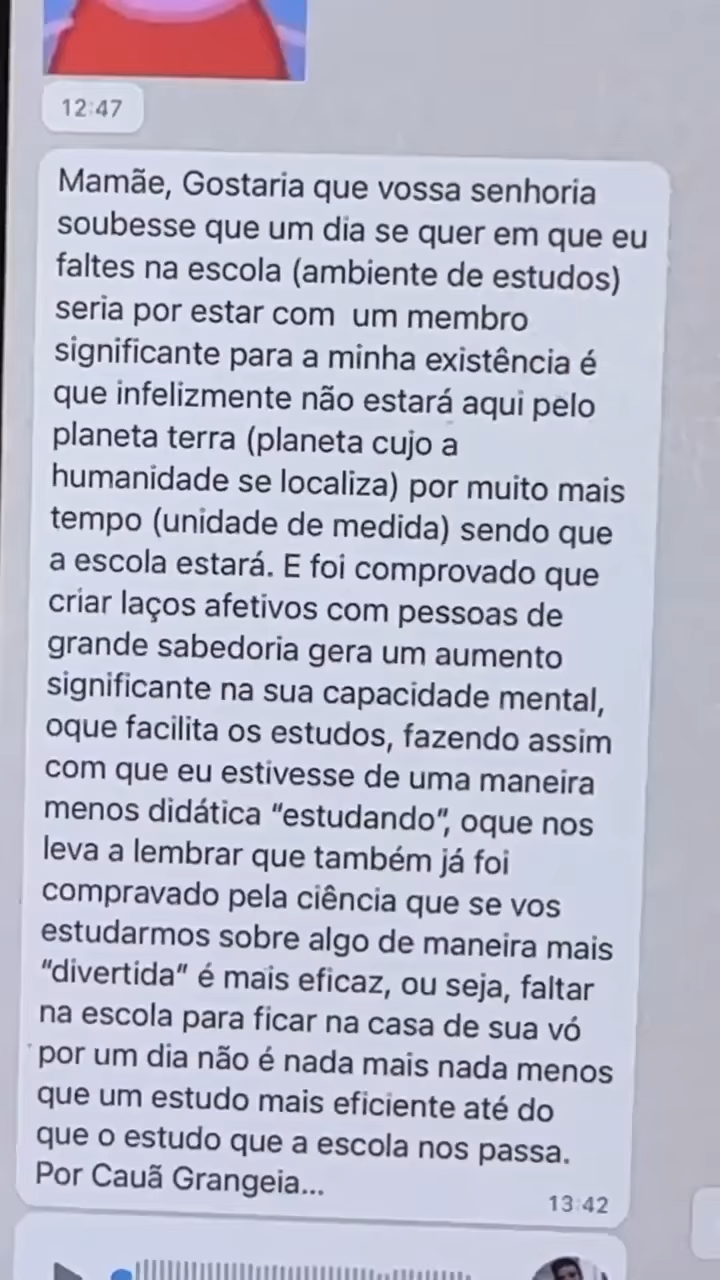 12:47
Mamãe, Gostaria que vossa senhoria
soubesse que um dia se quer em que eu
faltes na escola (ambiente de estudos)
seria por estar com  um membro
significante para a minha existência é
que infelizmente não estará aqui pelo
planeta terra (planeta cujo a
humanidade se localiza) por muito mais
tempo (unidade de medida) sendo que
a escola estará. E foi comprovado que
criar laços afetivos com pessoas de
grande sabedoria gera um aumento
significante na sua capacidade mental,
oque facilita os estudos, fazendo assim
com que eu estivesse de uma maneira
menos didática “estudando”, oque nos
leva a lembrar que também já foi
compravado pela ciência que se vos
estudarmos sobre algo de maneira mais
“divertida” é mais eficaz, ou seja, faltar
na escola para ficar na casa de sua vó
por um dia não é nada mais nada menos
que um estudo mais eficiente até do
que o estudo que a escola nos passa.
Por Cauã Grangeia...
13:42